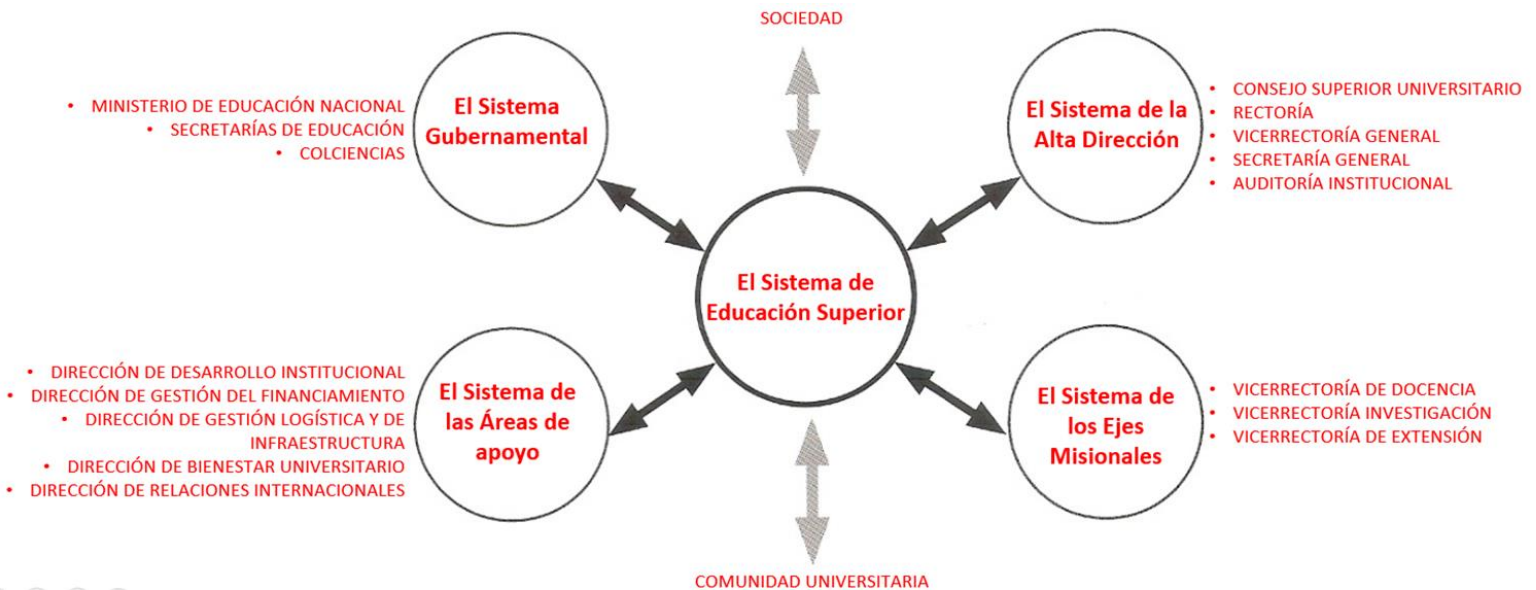 SOCIEDAD
El Sistema
Gubernamental
• MINISTERIO DE EDUCACIÓN NACIONAL
• SECRETARÍAS DE EDUCACIÓN
• COLCIENCIAS
El Sistema de la
Alta Dirección
• CONSEJO SUPERIOR UNIVERSITARIO
• RECTORÍA
• VICERRECTORÍA GENERAL
• SECRETARÍA GENERAL
• AUDITORÍA INSTITUCIONAL
El Sistema de
Educación Superior
• DIRECCIÓN DE DESARROLLO INSTITUCIONAL
• DIRECCIÓN DE GESTIÓN DEL FINANCIAMIENTO
• DIRECCIÓN DE GESTIÓN LOGÍSTICA Y DE
INFRAESTRUCTURA
• DIRECCIÓN DE BIENESTAR UNIVERSITARIO
• DIRECCIÓN DE RELACIONES INTERNACIONALES
El Sistema de
las Áreas de
apoyo
El Sistema de
los Ejes
Misionales
• VICERRECTORÍA DE DOCENCIA
• VICERRECTORÍA INVESTIGACIÓN
• VICERRECTORÍA DE EXTENSIÓN
COMUNIDAD UNIVERSITARIA